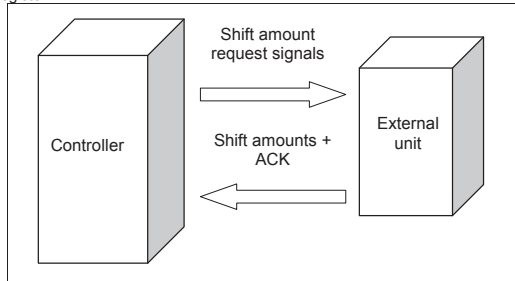 Shift amount
request signals
Controller
External
unit
Shift amounts +
ACK